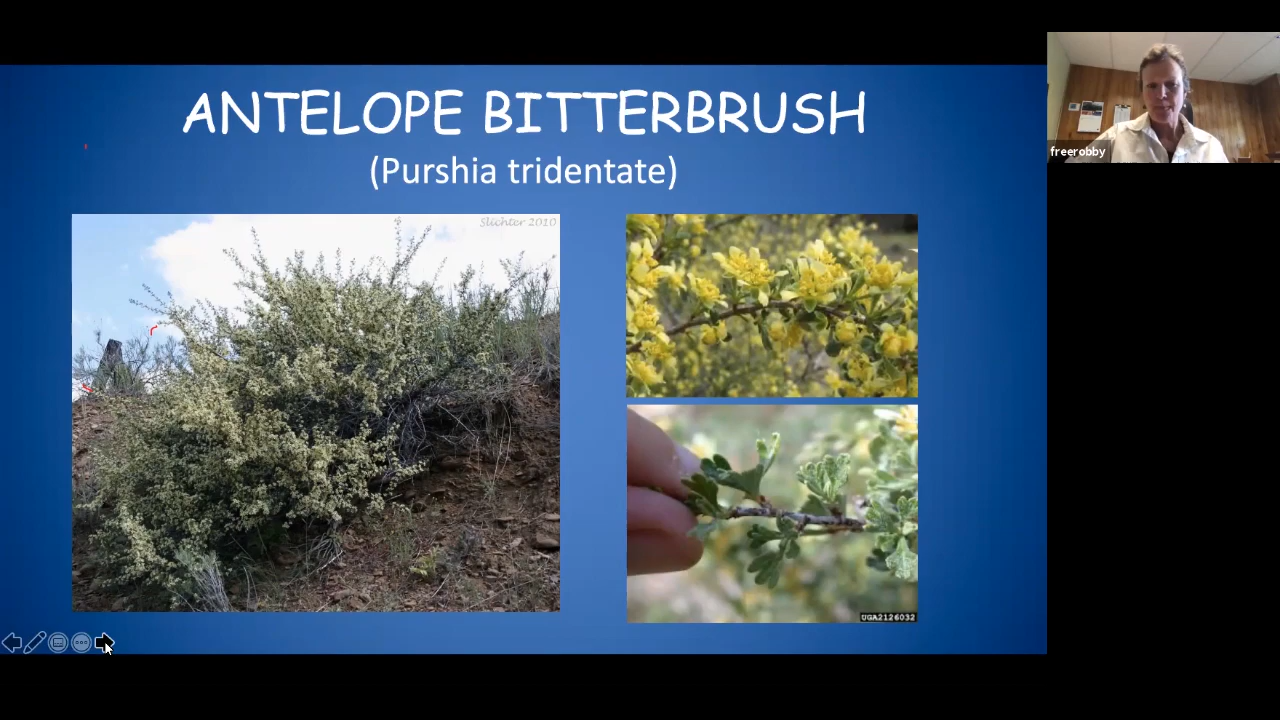 ANTELOPE BITTERBRUSH
(Purshia tridentate)
Slichter 2010
UGA2126032
freerobby